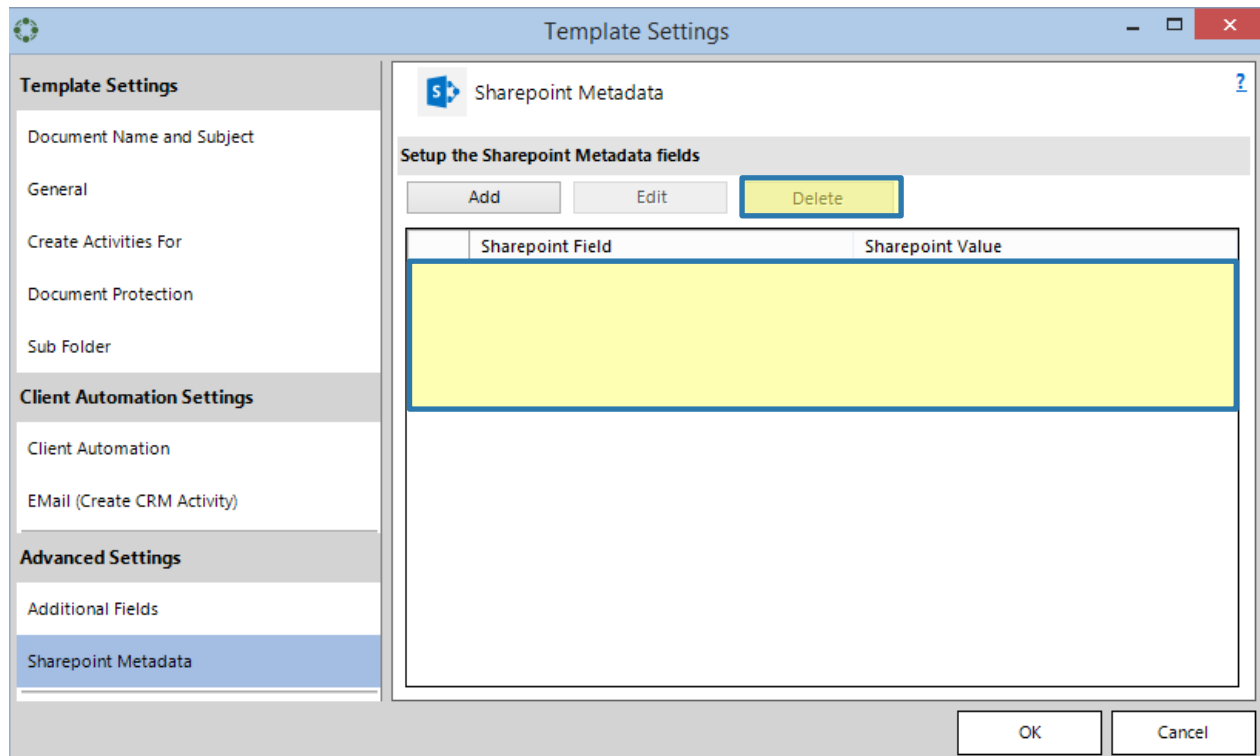 Template Settings
Template Settings
Document Name and Subject
General
Create Activities For
Document Protection
Sub Folder
Client Automation Settings
Client Automation
EMail (Create CRM Activity)
Advanced Settings
Additional Fields
Sharepoint Metadata
S Sharepoint Metadata ?
Setup the Sharepoint Metadata fields
Add Edit Delete
Sharepoint Field Sharepoint Value
OK Cancel